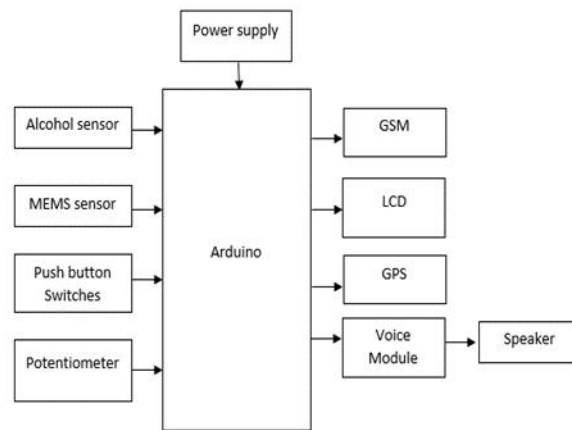 Power supply
Alcohol sensor
MEMS sensor
Push button
Switches
Potentiometer
Arduino
GSM
LCD
GPS
Voice
Module
Speaker